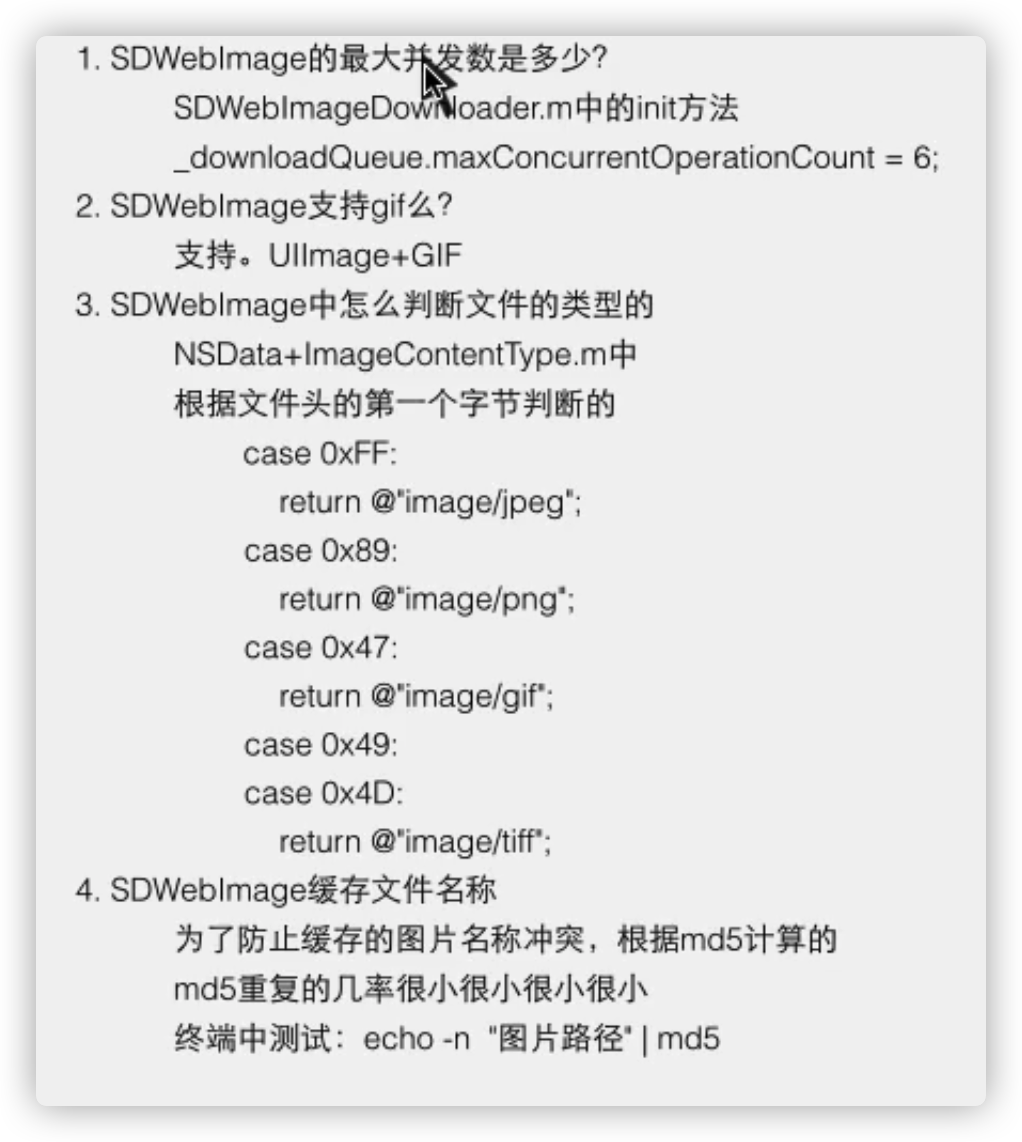 1. SDWebImage的最大并发数是多少?
SDWebImageDownloader.m中的init方法
_downloadQueue.maxConcurrentOperationCount = 6;
2. SDWebImage支持gif么?
支持。UIImage+GIF
3. SDWebImage中怎么判断文件的类型的
NSData+ImageContentType.m中
根据文件头的第一个字节判断的
case 0xFF:
return @"image/jpeg";
case 0x89:
return @"image/png";
case 0x47:
return @"image/gif";
case 0x49:
case 0x4D:
return @"image/tiff";
4. SDWebImage缓存文件名称
为了防止缓存的图片名称冲突，根据md5计算的
md5重复的几率很小很小很小很小
终端中测试：echo -n "图片路径" | md5